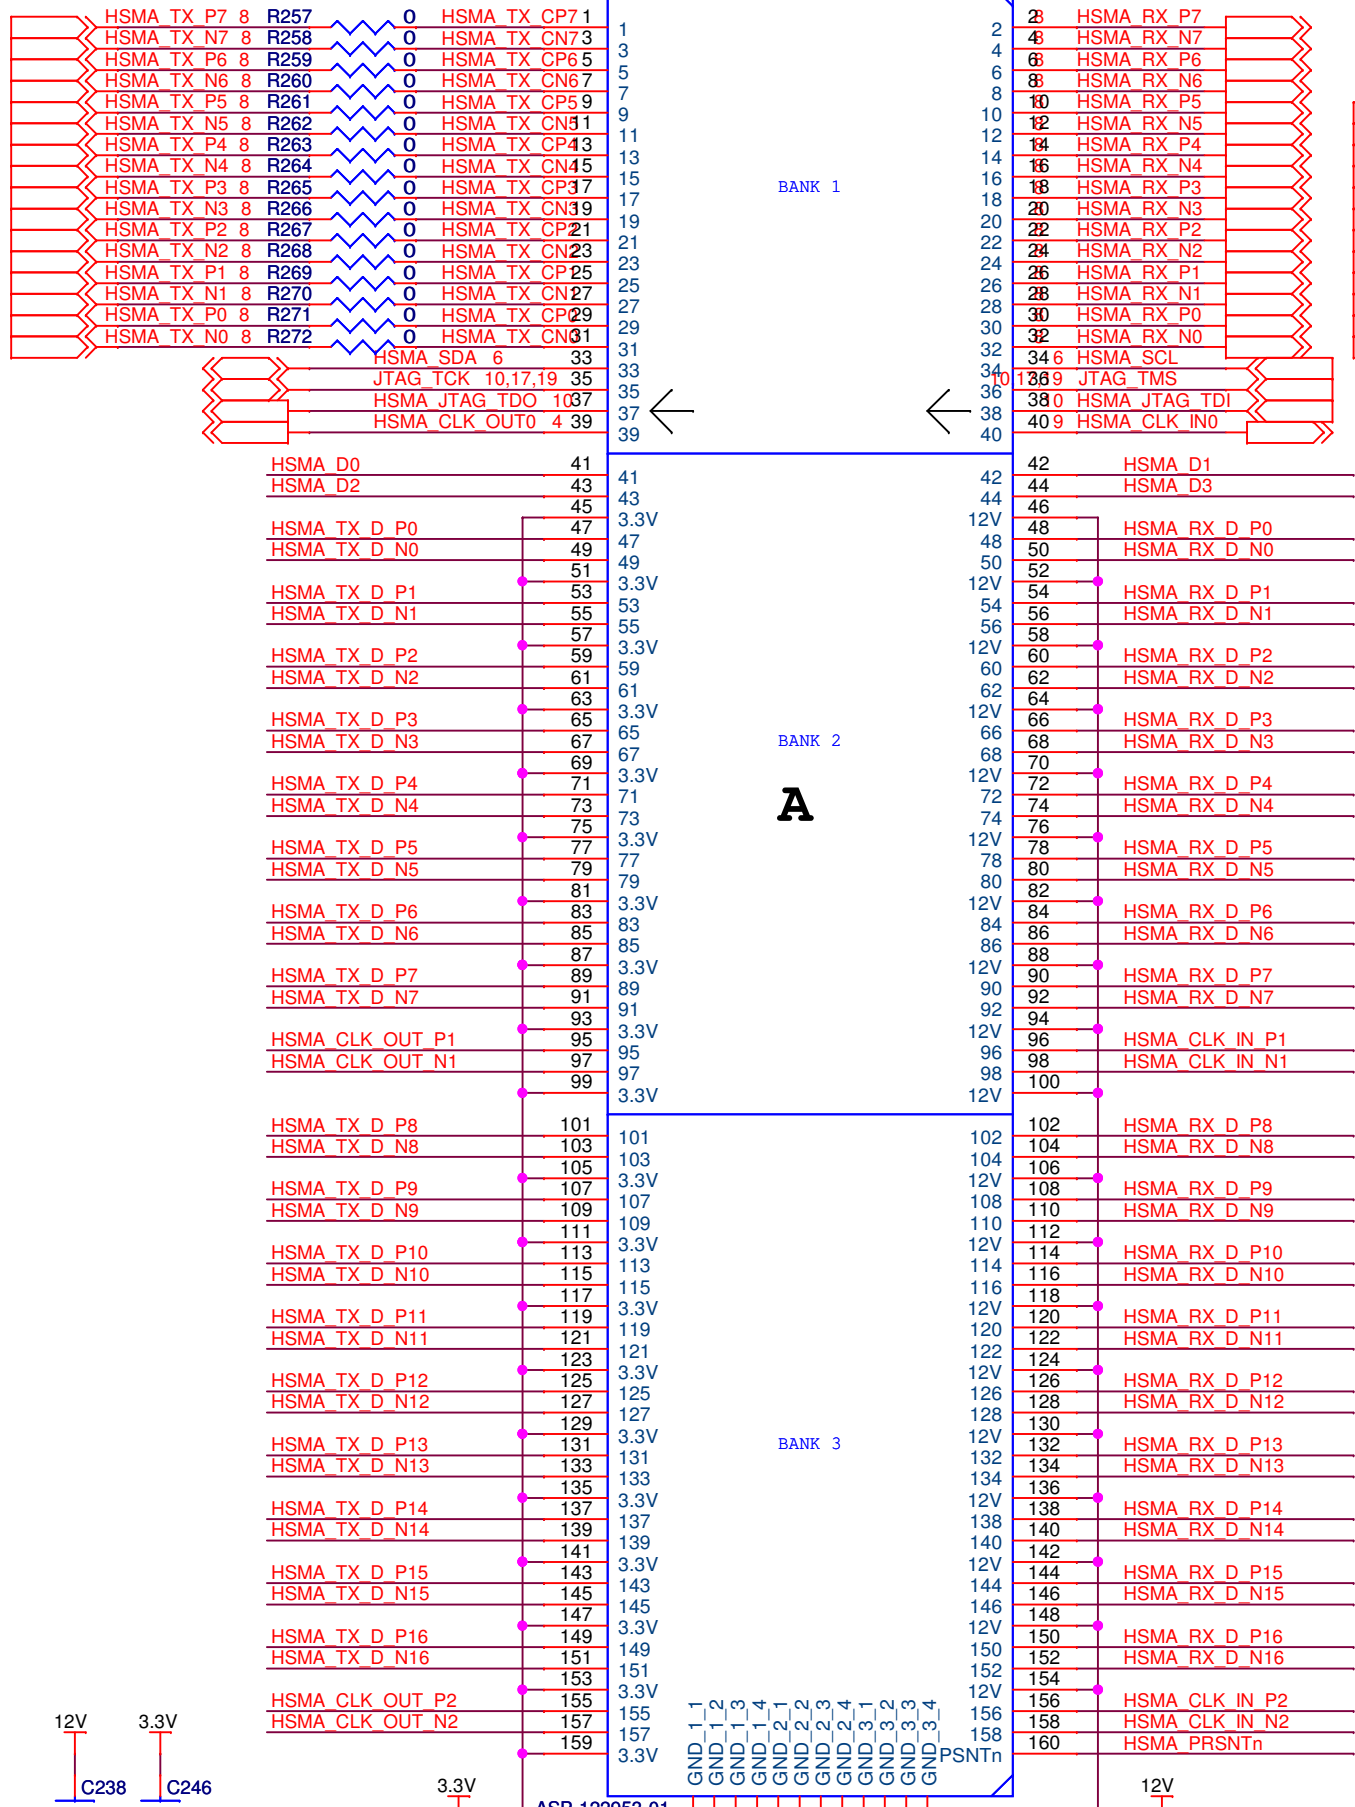 HSMA_TX_P7 8 R257 0 HSMA_TX_CP7 1 1 2 2 8 HSMA_RX_P7
HSMA_TX_N7 8 R258 0 HSMA_TX_CN7 3 3 4 4 8 HSMA_RX_N7
HSMA_TX_P6 8 R259 0 HSMA_TX_CP6 5 5 6 6 8 HSMA_RX_P6
HSMA_TX_N6 8 R260 0 HSMA_TX_CN6 7 7 8 8 8 HSMA_RX_N6
HSMA_TX_P5 8 R261 0 HSMA_TX_CP5 9 9 10 10 8 HSMA_RX_P5
HSMA_TX_N5 8 R262 0 HSMA_TX_CN5 11 11 12 12 8 HSMA_RX_N5
HSMA_TX_P4 8 R263 0 HSMA_TX_CP4 13 13 14 14 8 HSMA_RX_P4
HSMA_TX_N4 8 R264 0 HSMA_TX_CN4 15 15 16 16 8 HSMA_RX_N4
HSMA_TX_P3 8 R265 0 HSMA_TX_CP3 17 17 BANK 1 18 18 8 HSMA_RX_P3
HSMA_TX_N3 8 R266 0 HSMA_TX_CN3 19 19 20 20 8 HSMA_RX_N3
HSMA_TX_P2 8 R267 0 HSMA_TX_CP2 21 21 22 22 8 HSMA_RX_P2
HSMA_TX_N2 8 R268 0 HSMA_TX_CN2 23 23 24 24 8 HSMA_RX_N2
HSMA_TX_P1 8 R269 0 HSMA_TX_CP1 25 25 26 26 8 HSMA_RX_P1
HSMA_TX_N1 8 R270 0 HSMA_TX_CN1 27 27 28 28 8 HSMA_RX_N1
HSMA_TX_P0 8 R271 0 HSMA_TX_CP0 29 29 30 30 8 HSMA_RX_P0
HSMA_TX_N0 8 R272 0 HSMA_TX_CN0 31 31 32 32 8 HSMA_RX_N0
HSMA_SDA 6 33 33 34 34 6 HSMA_SCL
JTAG_TCK 10,17,19 35 35 36 36 10,17,19 JTAG_TMS
HSMA_JTAG_TDO 10 37 37 38 38 10 HSMA_JTAG_TDI
HSMA_CLK_OUT0 4 39 39 40 40 9 HSMA_CLK_IN0
HSMA_D0 41 41 42 42 HSMA_D1
HSMA_D2 43 43 44 44 HSMA_D3
45 3.3V 12V 46
HSMA_TX_D_P0 47 47 48 48 HSMA_RX_D_P0
HSMA_TX_D_N0 49 49 50 50 HSMA_RX_D_N0
51 3.3V 12V 52
HSMA_TX_D_P1 53 53 54 54 HSMA_RX_D_P1
HSMA_TX_D_N1 55 55 56 56 HSMA_RX_D_N1
57 3.3V 12V 58
HSMA_TX_D_P2 59 59 60 60 HSMA_RX_D_P2
HSMA_TX_D_N2 61 61 62 62 HSMA_RX_D_N2
63 3.3V 12V 64
HSMA_TX_D_P3 65 65 66 66 HSMA_RX_D_P3
HSMA_TX_D_N3 67 67 BANK 2 68 68 HSMA_RX_D_N3
69 3.3V 12V 70
HSMA_TX_D_P4 71 71 72 72 HSMA_RX_D_P4
HSMA_TX_D_N4 73 73 A 74 74 HSMA_RX_D_N4
75 3.3V 12V 76
HSMA_TX_D_P5 77 77 78 78 HSMA_RX_D_P5
HSMA_TX_D_N5 79 79 80 80 HSMA_RX_D_N5
81 3.3V 12V 82
HSMA_TX_D_P6 83 83 84 84 HSMA_RX_D_P6
HSMA_TX_D_N6 85 85 86 86 HSMA_RX_D_N6
87 3.3V 12V 88
HSMA_TX_D_P7 89 89 90 90 HSMA_RX_D_P7
HSMA_TX_D_N7 91 91 92 92 HSMA_RX_D_N7
93 3.3V 12V 94
HSMA_CLK_OUT_P1 95 95 96 96 HSMA_CLK_IN_P1
HSMA_CLK_OUT_N1 97 97 98 98 HSMA_CLK_IN_N1
99 3.3V 12V 100
HSMA_TX_D_P8 101 101 102 102 HSMA_RX_D_P8
HSMA_TX_D_N8 103 103 104 104 HSMA_RX_D_N8
105 3.3V 12V 106
HSMA_TX_D_P9 107 107 108 108 HSMA_RX_D_P9
HSMA_TX_D_N9 109 109 110 110 HSMA_RX_D_N9
111 3.3V 12V 112
HSMA_TX_D_P10 113 113 114 114 HSMA_RX_D_P10
HSMA_TX_D_N10 115 115 116 116 HSMA_RX_D_N10
117 3.3V 12V 118
HSMA_TX_D_P11 119 119 120 120 HSMA_RX_D_P11
HSMA_TX_D_N11 121 121 122 122 HSMA_RX_D_N11
123 3.3V 12V 124
HSMA_TX_D_P12 125 125 126 126 HSMA_RX_D_P12
HSMA_TX_D_N12 127 127 128 128 HSMA_RX_D_N12
129 3.3V 12V 130
HSMA_TX_D_P13 131 131 BANK 3 132 132 HSMA_RX_D_P13
HSMA_TX_D_N13 133 133 134 134 HSMA_RX_D_N13
135 3.3V 12V 136
HSMA_TX_D_P14 137 137 138 138 HSMA_RX_D_P14
HSMA_TX_D_N14 139 139 140 140 HSMA_RX_D_N14
141 3.3V 12V 142
HSMA_TX_D_P15 143 143 144 144 HSMA_RX_D_P15
HSMA_TX_D_N15 145 145 146 146 HSMA_RX_D_N15
147 3.3V 12V 148
HSMA_TX_D_P16 149 149 150 150 HSMA_RX_D_P16
HSMA_TX_D_N16 151 151 152 152 HSMA_RX_D_N16
153 3.3V 12V 154
HSMA_CLK_OUT_P2 155 155 156 156 HSMA_CLK_IN_P2
HSMA_CLK_OUT_N2 157 157 158 158 HSMA_CLK_IN_N2
159 3.3V PSNTn 160 HSMA_PRSNTn
GND_1_1
GND_1_2
GND_1_3
GND_1_4
GND_2_1
GND_2_2
GND_2_3
GND_2_4
GND_3_1
GND_3_2
GND_3_3
GND_3_4
12V 3.3V
C238 C246
3.3V 12V
ASP-122953-01